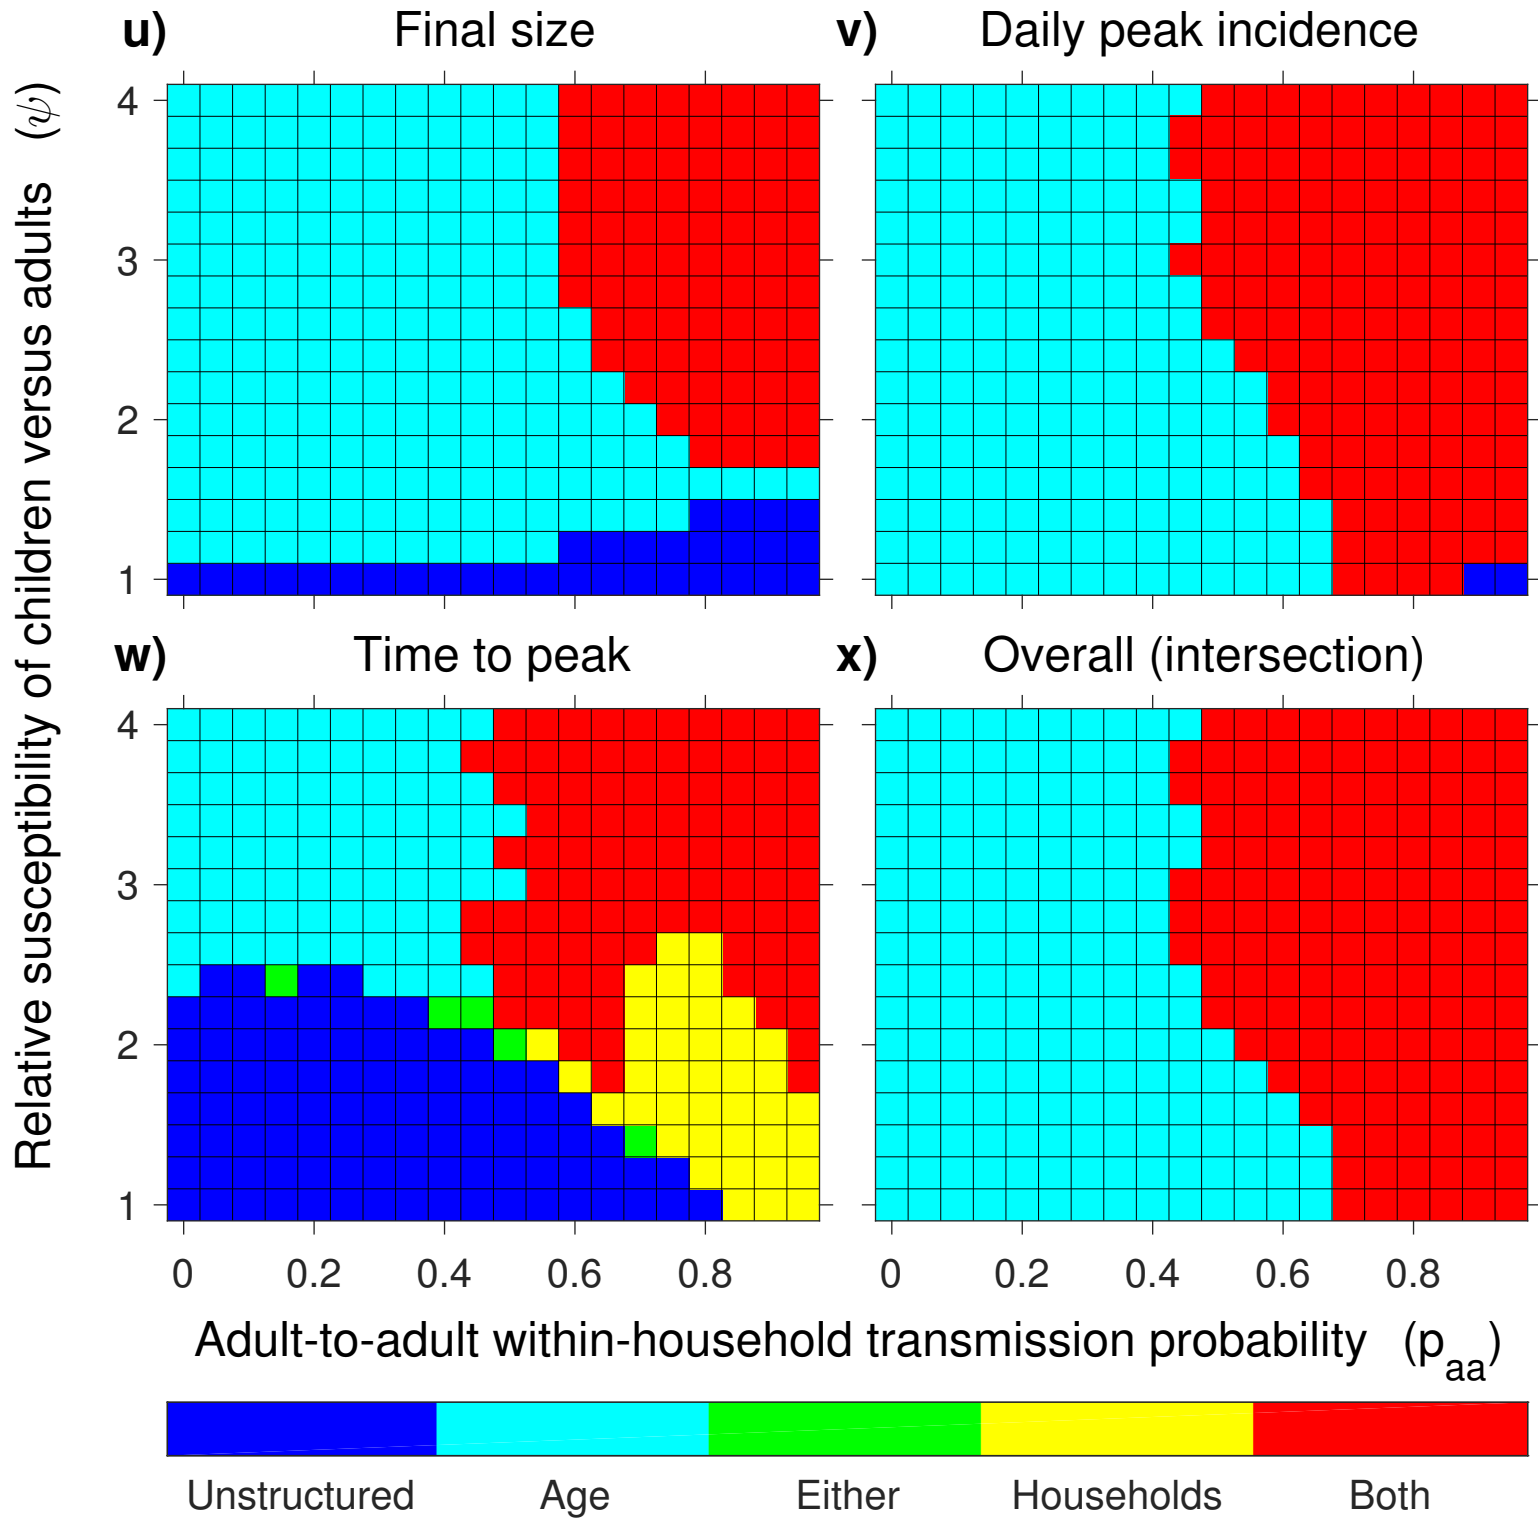 u) Final size
v) Daily peak incidence
Relative susceptibility of children versus adults (ψ)
4
3
2
1
w) Time to peak
x) Overall (intersection)
4
3
2
1
0 0.2 0.4 0.6 0.8
0 0.2 0.4 0.6 0.8
Adult-to-adult within-household transmission probability (p_aa)
Unstructured Age Either Households Both